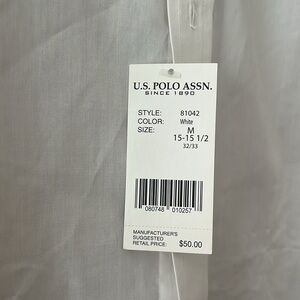 U.S. POLO ASSN.
SINCE 1890
STYLE: 81042
COLOR: White
SIZE: M
15-15 1/2
32/33
080748 010257
MANUFACTURER'S
SUGGESTED
RETAIL PRICE: $50.00